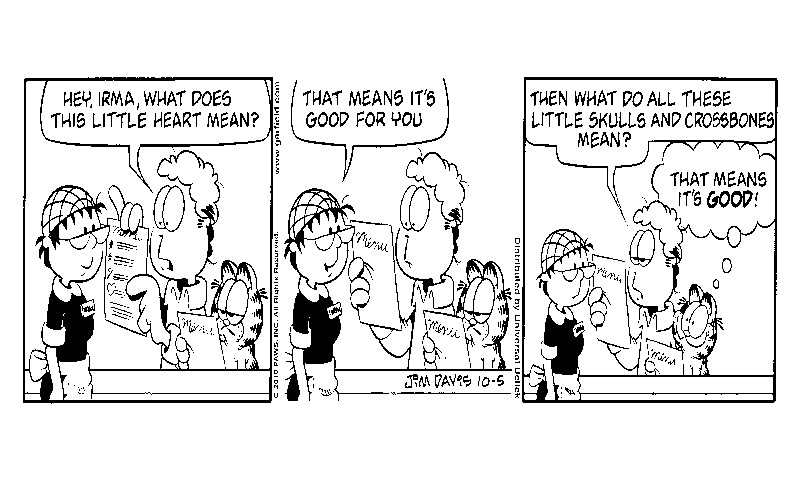 HEY, IRMA, WHAT DOES
THIS LITTLE HEART MEAN?
Menu
www.garfield.com
© 2010 PAWS, INC. All Rights Reserved.
THAT MEANS IT'S
GOOD FOR YOU
Menu
Menu
JIM DAVIS 10-5
Distributed by Universal Uclick
THEN WHAT DO ALL THESE
LITTLE SKULLS AND CROSSBONES
MEAN?
THAT MEANS
IT'S GOOD!
Menu
Menu